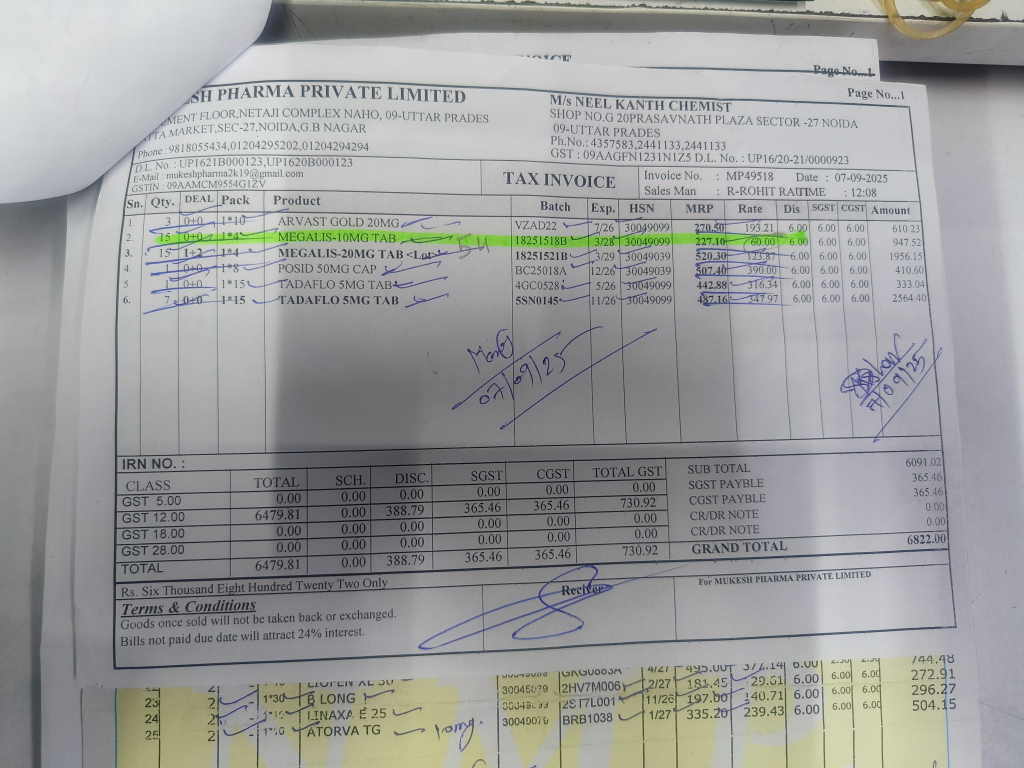 OICE
Page No...1
Page No...1
ESH PHARMA PRIVATE LIMITED
EMENT FLOOR,NETAJI COMPLEX NAHO, 09-UTTAR PRADES
TTA MARKET,SEC-27,NOIDA,G.B NAGAR
Phone : 9818055434,01204295202,01204294294
D.L. No. : UP1621B000123,UP1620B000123
E-Mail : mukeshpharma2k19@gmail.com
GSTIN : 09AAMCM9554G1ZV
M/s NEEL KANTH CHEMIST
SHOP NO.G 20PRASAVNATH PLAZA SECTOR -27 NOIDA
09-UTTAR PRADES
Ph.No.: 4357583,2441133,2441133
GST : 09AAGFN1231N1Z5 D.L. No. : UP16/20-21/0000923
TAX INVOICE
Invoice No. : MP49518 Date : 07-09-2025
Sales Man : R-ROHIT RAUTIME : 12:08
Sn. Qty. DEAL Pack Product Batch Exp. HSN MRP Rate Dis SGST CGST Amount
1. 3 0+0 1*10 ARVAST GOLD 20MG VZAD22 7/26 30049099 270.50 193.21 6.00 6.00 6.00 610.23
2. 15 0+0 1*4 MEGALIS-10MG TAB 18251518B 3/28 30049099 227.10 60.00 6.00 6.00 6.00 947.52
3. 15 1+2 1*4 MEGALIS-20MG TAB <Lot 18251521B 3/29 30049039 520.30 123.87 6.00 6.00 6.00 1956.15
4. 1 0+0 1*8 POSID 50MG CAP BC25018A 12/26 30049099 507.40 390.00 6.00 6.00 6.00 410.60
5. 1 0+0 1*15 TADAFLO 5MG TAB 4GC0528 5/26 30049099 442.88 316.34 6.00 6.00 6.00 333.04
6. 7 0+0 1*15 TADAFLO 5MG TAB 5SN0145 11/26 30049099 487.16 347.97 6.00 6.00 6.00 2564.40
07/09/25
7/09/25
IRN NO. :
CLASS TOTAL SCH. DISC. SGST CGST TOTAL GST
GST 5.00 0.00 0.00 0.00 0.00 0.00 0.00
GST 12.00 6479.81 0.00 388.79 365.46 365.46 730.92
GST 18.00 0.00 0.00 0.00 0.00 0.00 0.00
GST 28.00 0.00 0.00 0.00 0.00 0.00 0.00
TOTAL 6479.81 0.00 388.79 365.46 365.46 730.92
SUB TOTAL 6091.02
SGST PAYBLE 365.46
CGST PAYBLE 365.46
CR/DR NOTE 0.00
CR/DR NOTE 0.00
GRAND TOTAL 6822.00
Rs. Six Thousand Eight Hundred Twenty Two Only
Terms & Conditions
Goods once sold will not be taken back or exchanged.
Bills not paid due date will attract 24% interest.
Reciver
For MUKESH PHARMA PRIVATE LIMITED
4/27 495.00 372.14 6.00 744.48
23 2 1*30 B LONG 30045099 2HV7M006 2/27 181.45 6.00 6.00 6.00 272.91
24 2 LINAXA E 25 2ST7L001 11/26 197.00 140.71 6.00 6.00 6.00 296.27
25 2 ATORVA TG 30049079 BRB1038 1/27 335.20 239.43 6.00 6.00 6.00 504.15